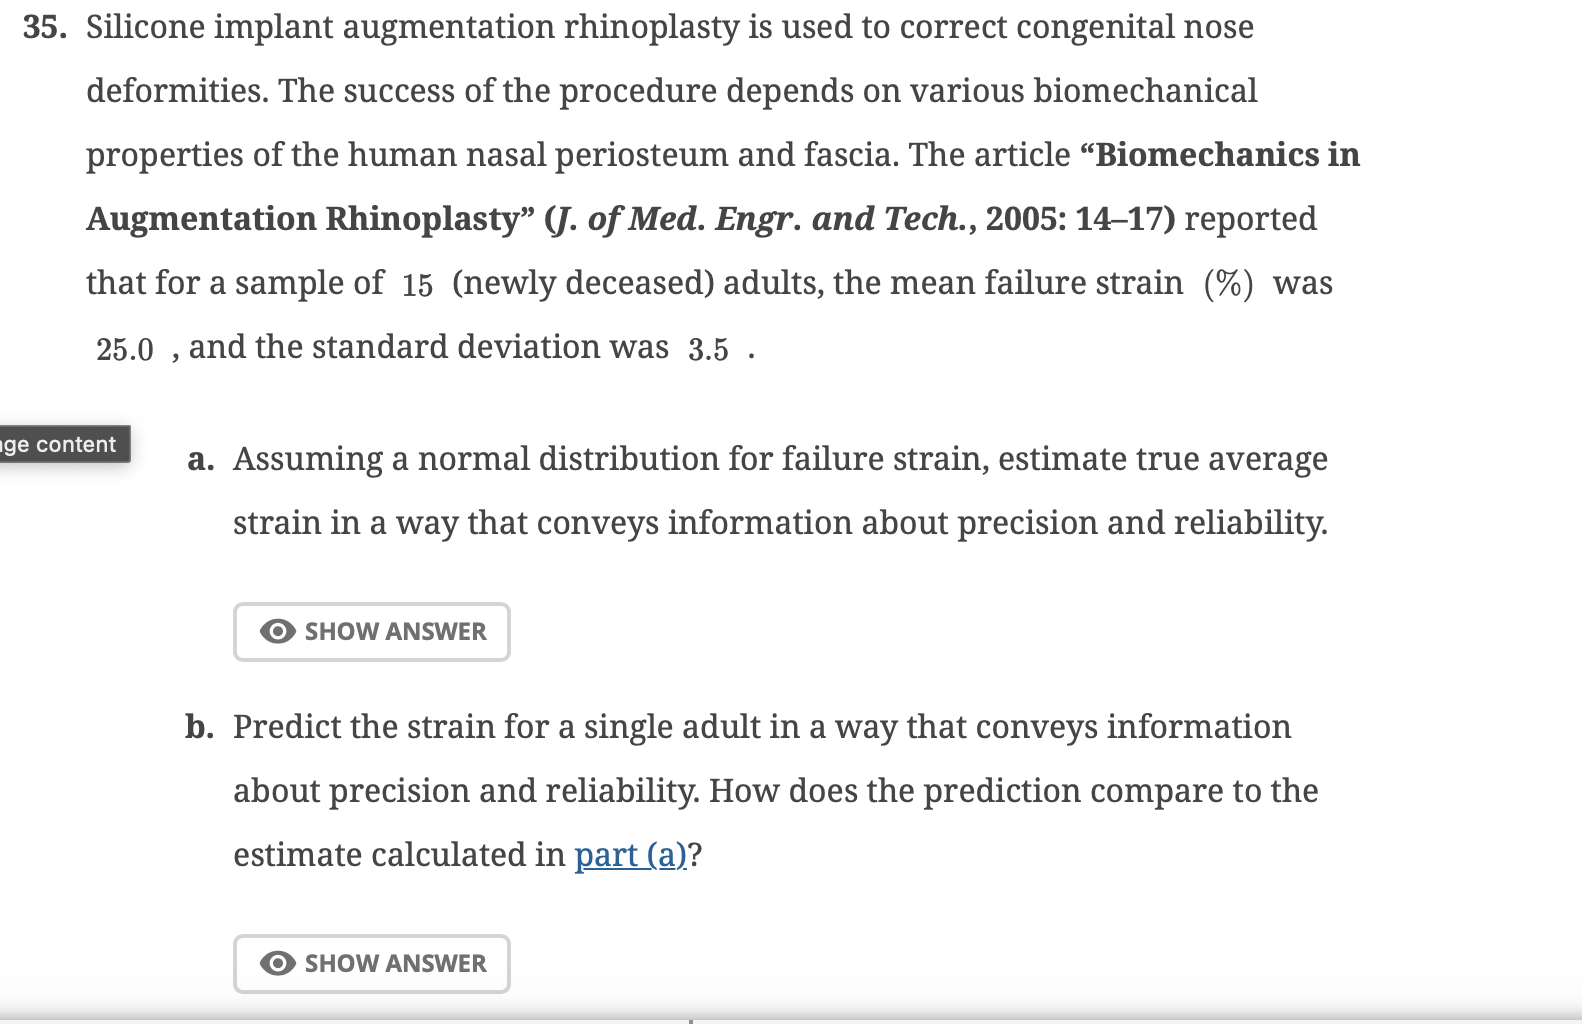 35. Silicone implant augmentation rhinoplasty is used to correct congenital nose
deformities. The success of the procedure depends on various biomechanical
properties of the human nasal periosteum and fascia. The article “Biomechanics in
Augmentation Rhinoplasty” (J. of Med. Engr. and Tech., 2005: 14–17) reported
that for a sample of 15 (newly deceased) adults, the mean failure strain (%) was
25.0 , and the standard deviation was 3.5 .
content
a. Assuming a normal distribution for failure strain, estimate true average
strain in a way that conveys information about precision and reliability.
SHOW ANSWER
b. Predict the strain for a single adult in a way that conveys information
about precision and reliability. How does the prediction compare to the
estimate calculated in part (a)?
SHOW ANSWER